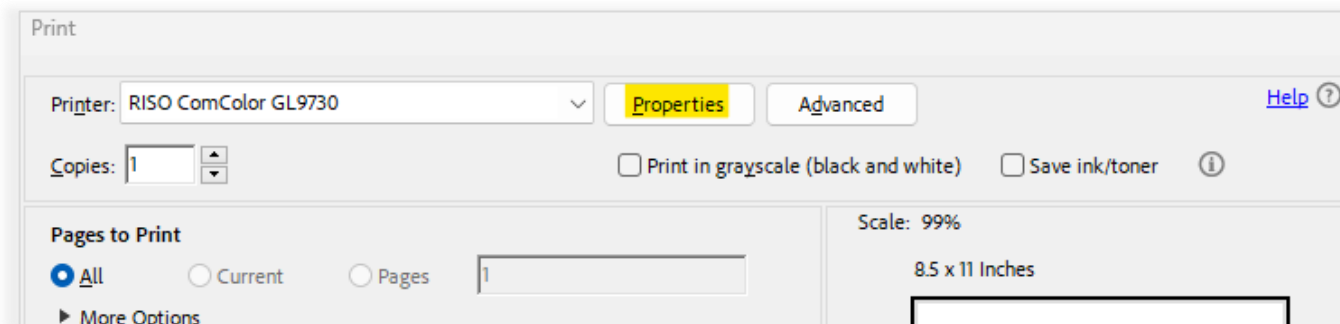 Print
Printer: RISO ComColor GL9730 Properties Advanced Help ?
Copies: 1 Print in grayscale (black and white) Save ink/toner i
Pages to Print
All Current Pages 1
More Options
Scale: 99%
8.5 x 11 Inches